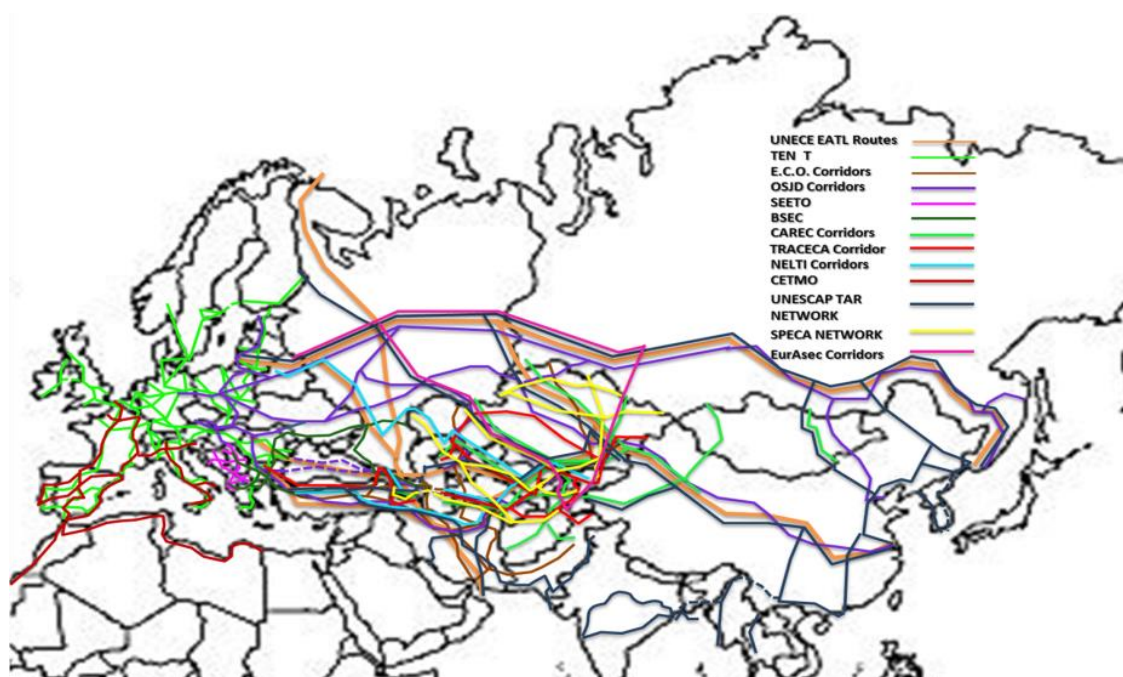 UNECE EATL Routes
TEN T
E.C.O. Corridors
OSJD Corridors
SEETO
BSEC
CAREC Corridors
TRACECA Corridor
NELTI Corridors
CETMO
UNESCAP TAR
NETWORK
SPECA NETWORK
EurAsec Corridors